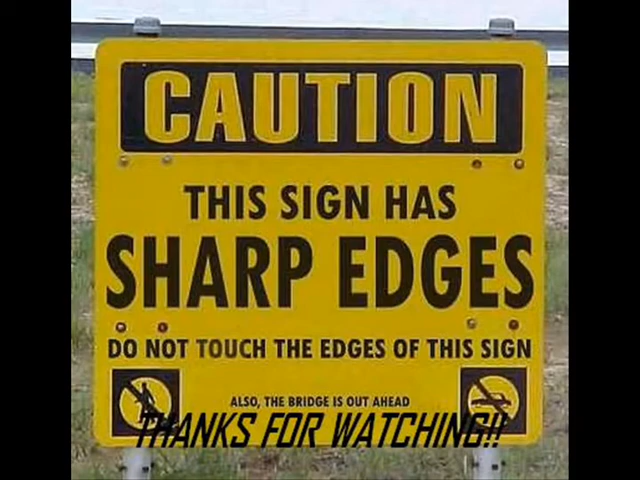 CAUTION
THIS SIGN HAS
SHARP EDGES
DO NOT TOUCH THE EDGES OF THIS SIGN
ALSO, THE BRIDGE IS OUT AHEAD
THANKS FOR WATCHING!!